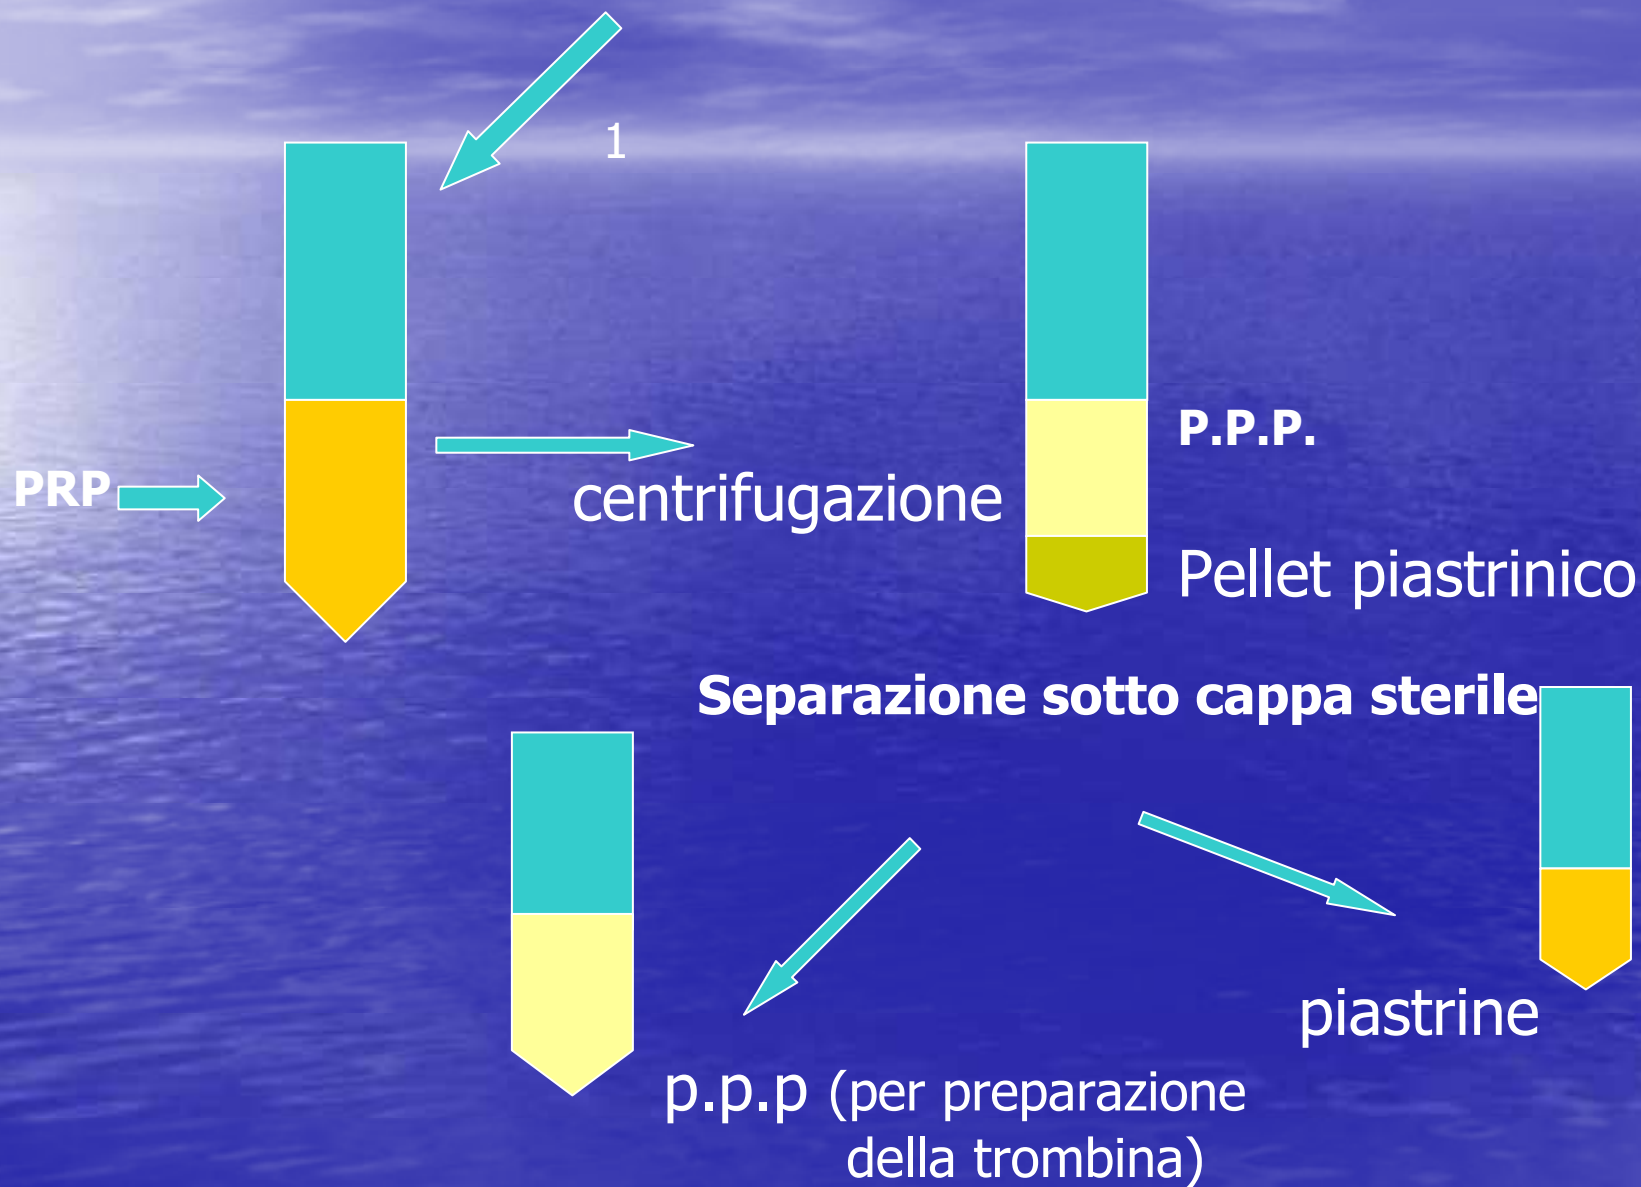 1
P.P.P.
PRP
centrifugazione
Pellet piastrinico
Separazione sotto cappa sterile
piastrine
p.p.p (per preparazione
della trombina)